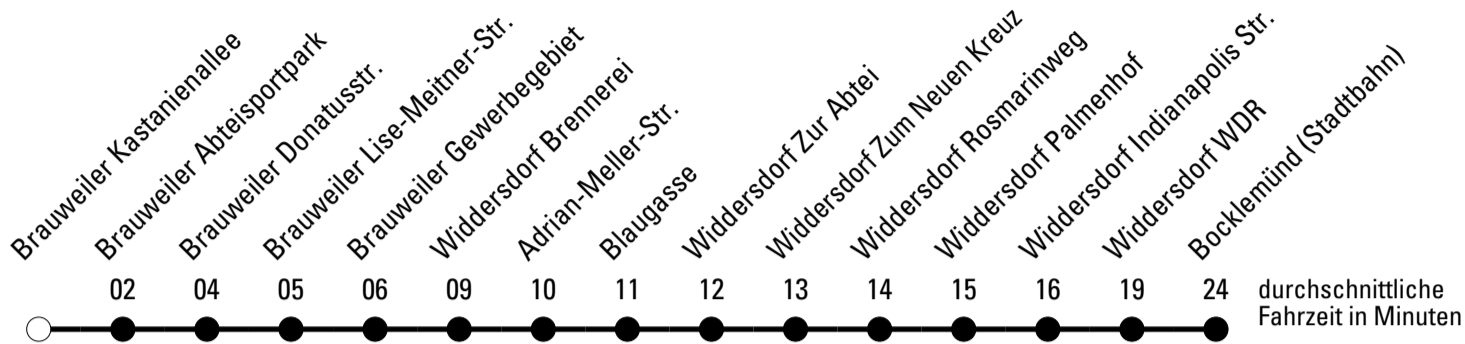 Brauweiler Kastanienallee
Brauweiler Abteisportpark
Brauweiler Donatusstr.
Brauweiler Lise-Meitner-Str.
Brauweiler Gewerbegebiet
Widdersdorf Brennerei
Adrian-Meller-Str.
Blaugasse
Widdersdorf Zur Abtei
Widdersdorf Zum Neuen Kreuz
Widdersdorf Rosmarinweg
Widdersdorf Palmenhof
Widdersdorf Indianapolis Str.
Widdersdorf WDR
Bocklemünd (Stadtbahn)
02 04 05 06 09 10 11 12 13 14 15 16 19 24
durchschnittliche
Fahrzeit in Minuten